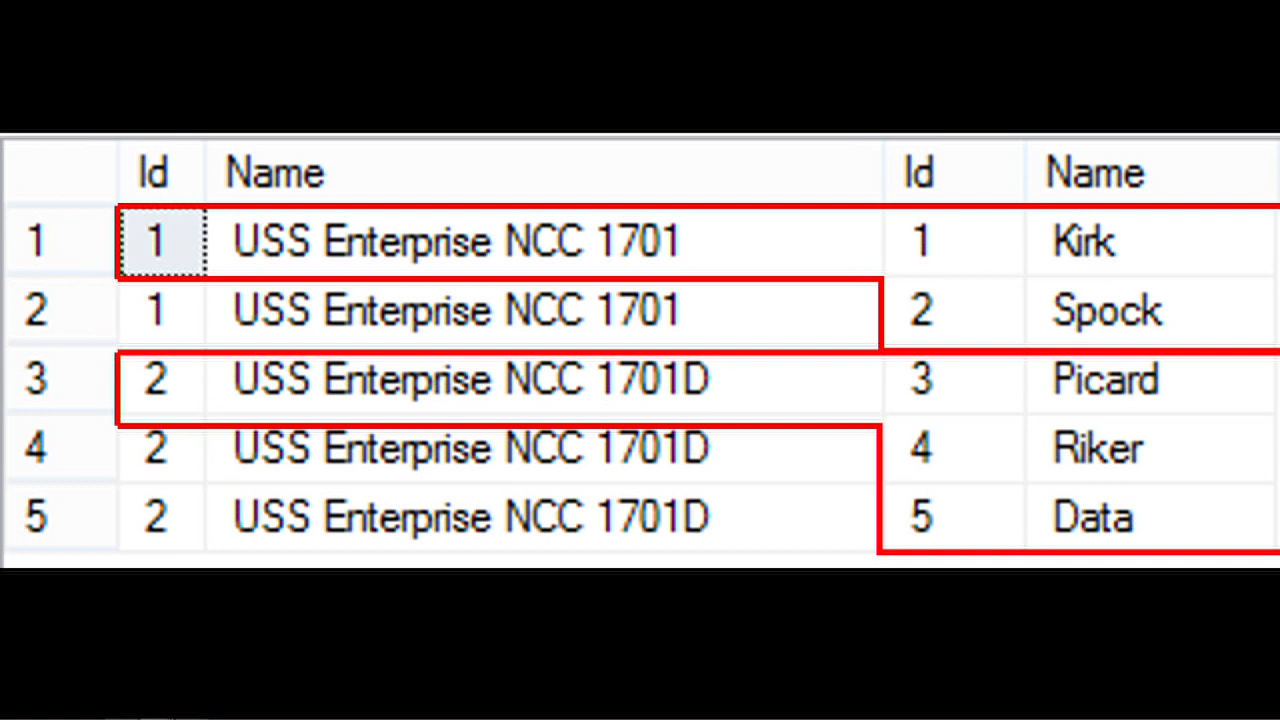 Id Name Id Name
1 1 USS Enterprise NCC 1701 1 Kirk
2 1 USS Enterprise NCC 1701 2 Spock
3 2 USS Enterprise NCC 1701D 3 Picard
4 2 USS Enterprise NCC 1701D 4 Riker
5 2 USS Enterprise NCC 1701D 5 Data